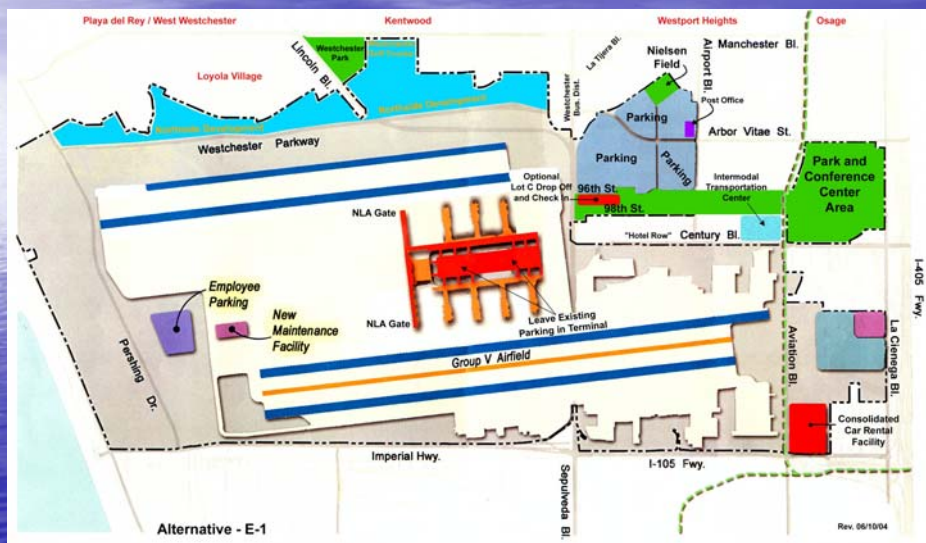 Playa del Rey / West Westchester
Kentwood
Westport Heights
Osage
Westchester
Park
Lincoln Bl.
Loyola Village
La Tijera Bl.
Nielsen
Field
Airport Bl.
Manchester Bl.
Westchester
Bus. Dist.
Post Office
Parking
Arbor Vitae St.
Northside Development
Northside Development
Westchester Parkway
Parking
Parking
Optional
Lot C Drop Off
and Check In
96th St.
98th St.
Intermodal
Transportation
Center
Park and
Conference
Center
Area
"Hotel Row"
Century Bl.
NLA Gate
I-405 Fwy.
Employee
Parking
New
Maintenance
Facility
NLA Gate
Leave Existing
Parking in Terminal
Group V Airfield
Pershing Dr.
Aviation Bl.
La Cienega Bl.
Consolidated
Car Rental
Facility
Imperial Hwy.
Sepulveda Bl.
I-105 Fwy.
Alternative - E-1
Rev. 06/10/04